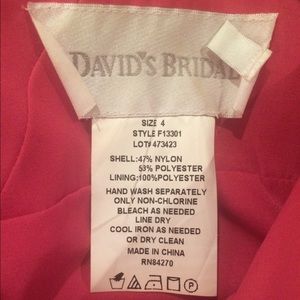 DAVID'S BRIDAL
SIZE 4
STYLE F13301
LOT# 473423
SHELL: 47% NYLON
53% POLYESTER
LINING: 100% POLYESTER
HAND WASH SEPARATELY
ONLY NON-CHLORINE
BLEACH AS NEEDED
LINE DRY
COOL IRON AS NEEDED
OR DRY CLEAN
MADE IN CHINA
RN84270